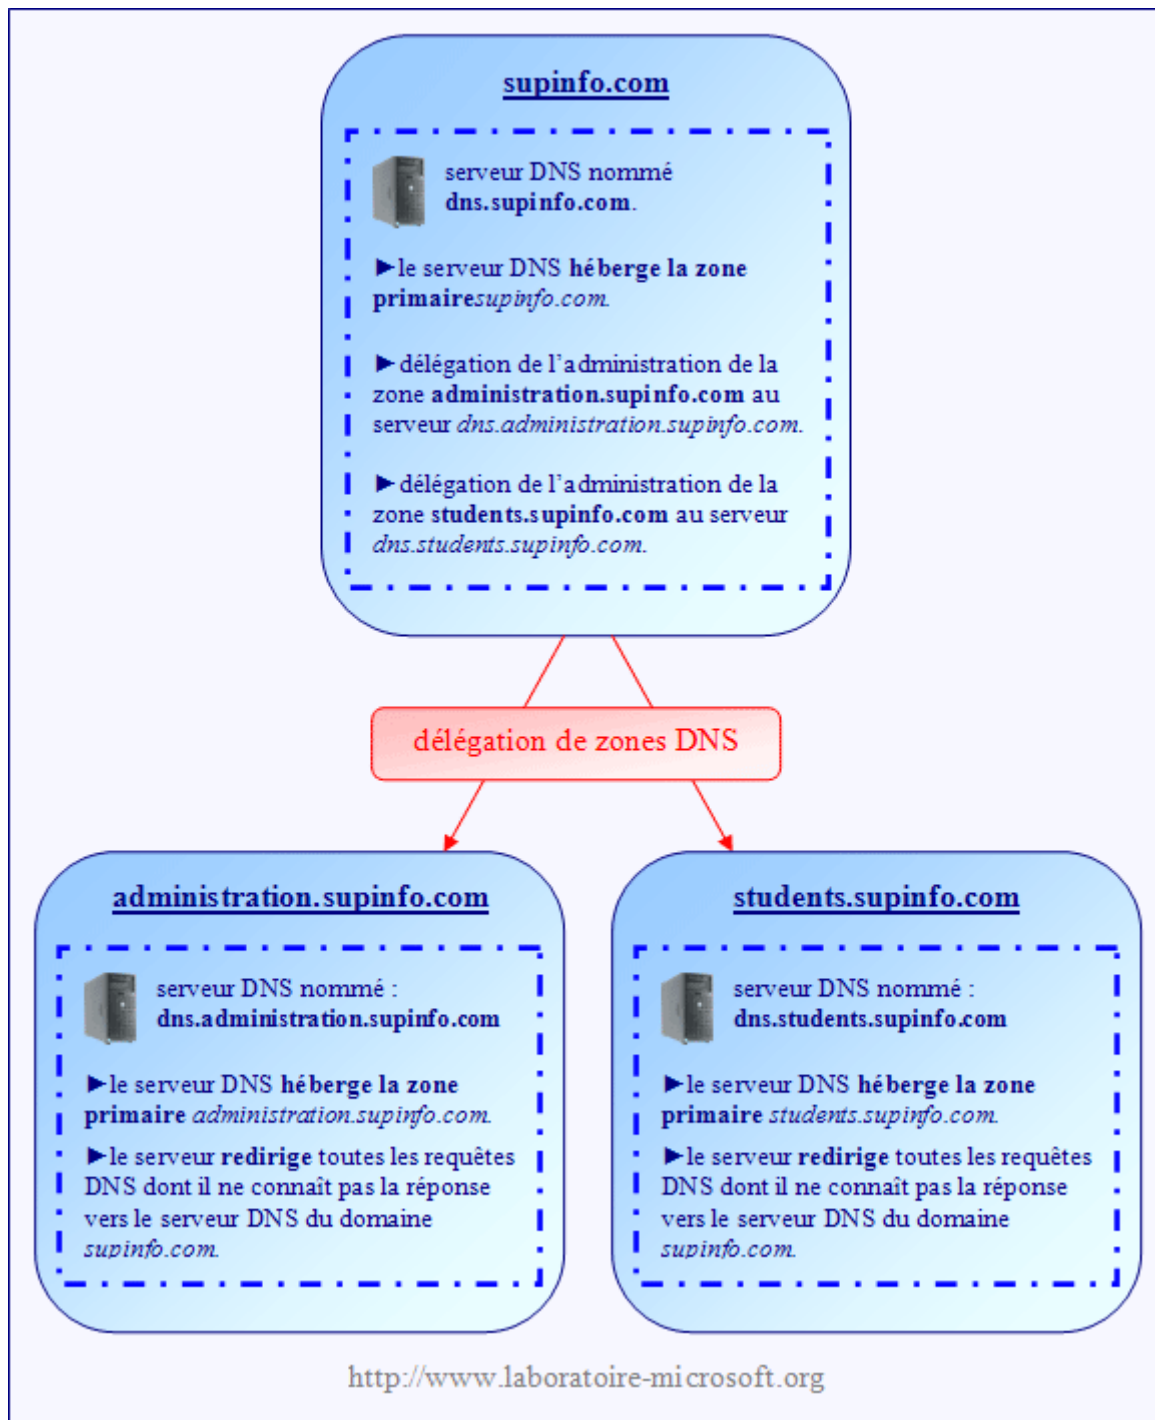 supinfo.com
serveur DNS nommé
dns.supinfo.com.
►le serveur DNS héberge la zone
primairesupinfo.com.
►délégation de l'administration de la
zone administration.supinfo.com au
serveur dns.administration.supinfo.com.
►délégation de l'administration de la
zone students.supinfo.com au serveur
dns.students.supinfo.com.
délégation de zones DNS
administration.supinfo.com
serveur DNS nommé :
dns.administration.supinfo.com
►le serveur DNS héberge la zone
primaire administration.supinfo.com.
►le serveur redirige toutes les requêtes
DNS dont il ne connaît pas la réponse
vers le serveur DNS du domaine
supinfo.com.
students.supinfo.com
serveur DNS nommé :
dns.students.supinfo.com
►le serveur DNS héberge la zone
primaire students.supinfo.com.
►le serveur redirige toutes les requêtes
DNS dont il ne connaît pas la réponse
vers le serveur DNS du domaine
supinfo.com.
http://www.laboratoire-microsoft.org